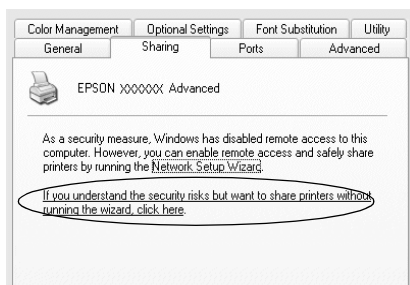 Color Management
Optional Settings
Font Substitution
Utility
General
Sharing
Ports
Advanced
EPSON XXXXXX Advanced
As a security measure, Windows has disabled remote access to this
computer. However, you can enable remote access and safely share
printers by running the Network Setup Wizard.
If you understand the security risks but want to share printers without
running the wizard, click here.